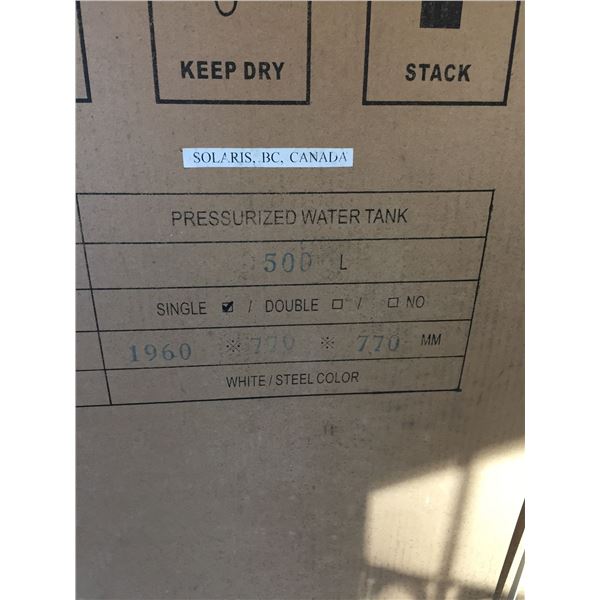 KEEP DRY
STACK
SOLARIS, BC, CANADA
PRESSURIZED WATER TANK
500 L
SINGLE ☑ / DOUBLE ☐ / ☐ NO
1960 ※ 770 ※ 770 MM
WHITE / STEEL COLOR